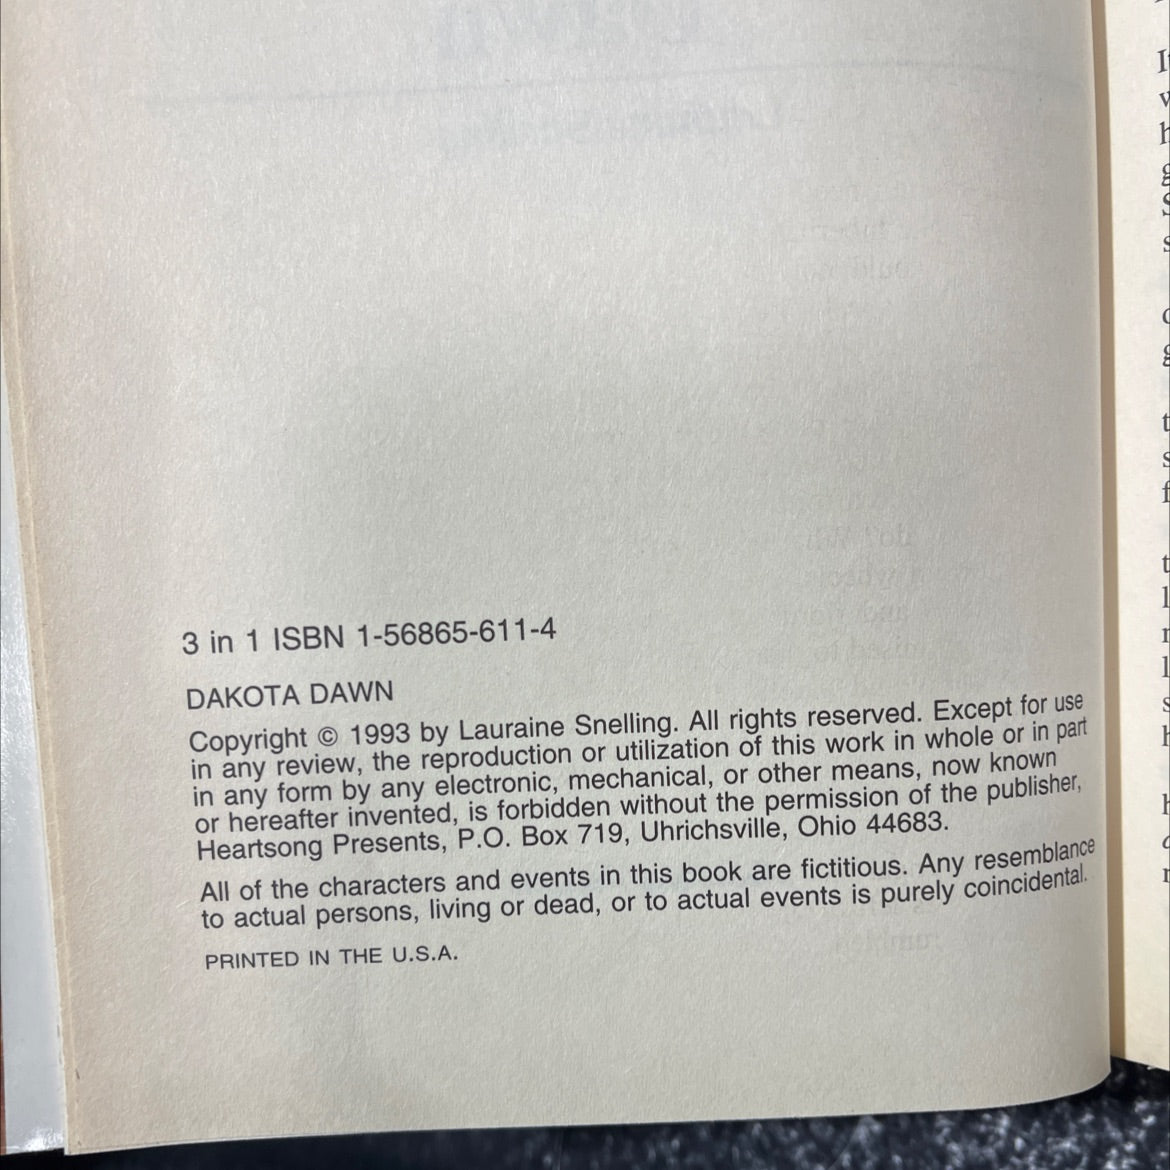 3 in 1 ISBN 1-56865-611-4
DAKOTA DAWN
Copyright © 1993 by Lauraine Snelling. All rights reserved. Except for use
in any review, the reproduction or utilization of this work in whole or in part
in any form by any electronic, mechanical, or other means, now known
or hereafter invented, is forbidden without the permission of the publisher,
Heartsong Presents, P.O. Box 719, Uhrichsville, Ohio 44683.
All of the characters and events in this book are fictitious. Any resemblance
to actual persons, living or dead, or to actual events is purely coincidental.
PRINTED IN THE U.S.A.